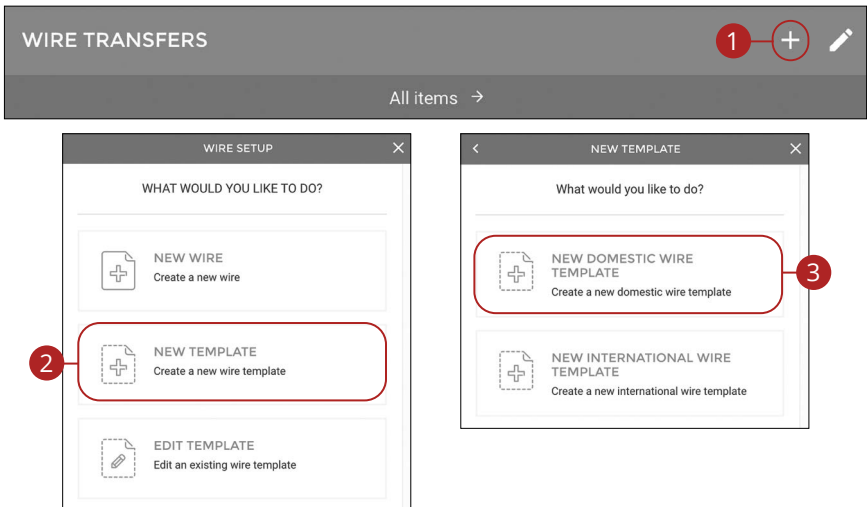 WIRE TRANSFERS
1
All items →
WIRE SETUP
WHAT WOULD YOU LIKE TO DO?
NEW WIRE
Create a new wire
2
NEW TEMPLATE
Create a new wire template
EDIT TEMPLATE
Edit an existing wire template
NEW TEMPLATE
What would you like to do?
NEW DOMESTIC WIRE
TEMPLATE
Create a new domestic wire template
3
NEW INTERNATIONAL WIRE
TEMPLATE
Create a new international wire template